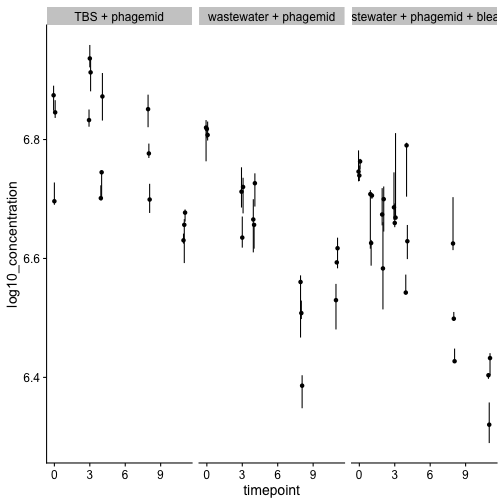 TBS + phagemid
wastewater + phagemid
stewater + phagemid + blea
6.8
6.6
6.4
log10_concentration
0 3 6 9
0 3 6 9
0 3 6 9
timepoint